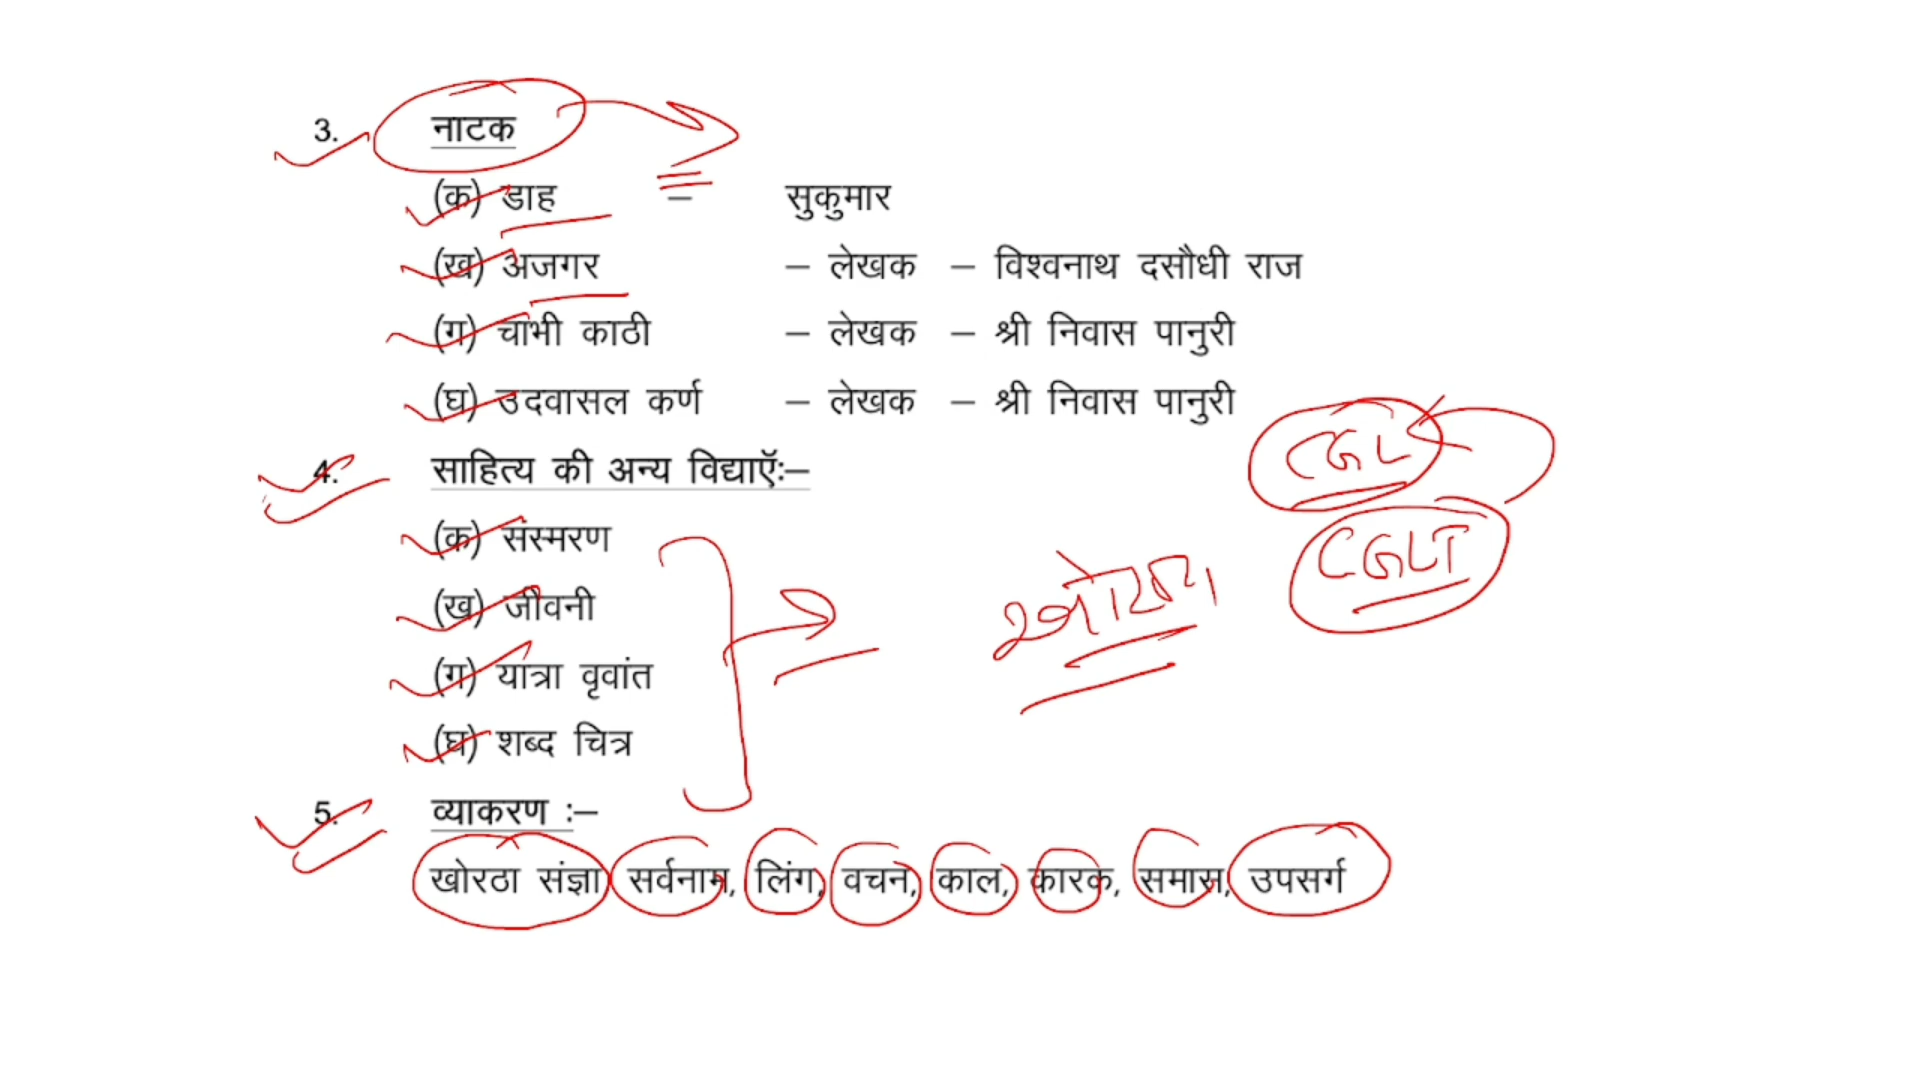 3. नाटक
(क) डाह – सुकुमार
(ख) अजगर – लेखक – विश्वनाथ दसौधी राज
(ग) चाभी काठी – लेखक – श्री निवास पानुरी
(घ) उदवासल कर्ण – लेखक – श्री निवास पानुरी
CGL
4. साहित्य की अन्य विद्याएॅः–
(क) संस्मरण
CGLT
(ख) जीवनी
(ग) यात्रा वृवांत
(घ) शब्द चित्र
5. व्याकरण :–
खोरठा संज्ञा, सर्वनाम, लिंग, वचन, काल, कारक, समास, उपसर्ग